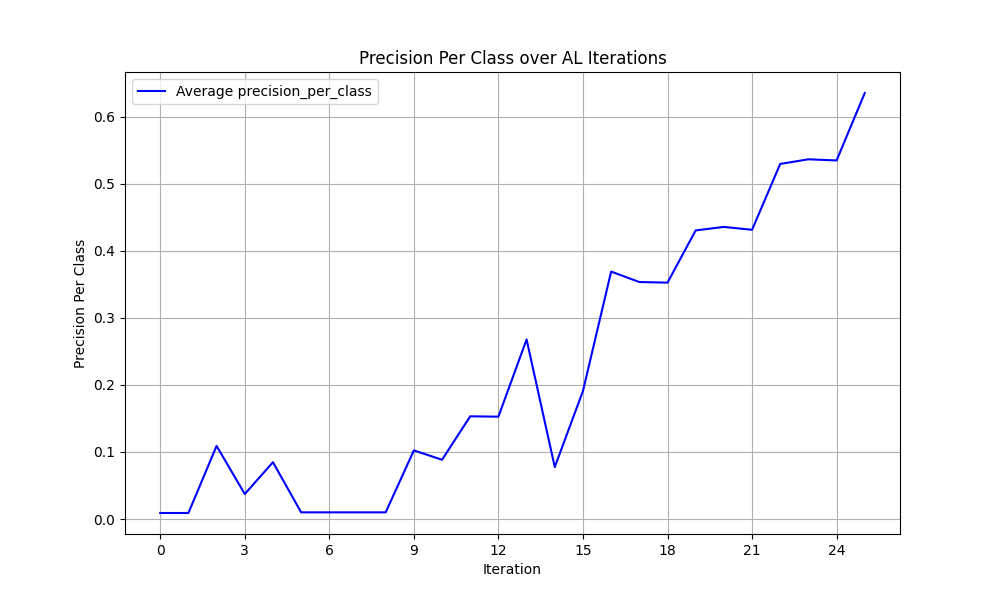 Precision Per Class over AL Iterations
Average precision_per_class
Precision Per Class
0.6
0.5
0.4
0.3
0.2
0.1
0.0
0 3 6 9 12 15 18 21 24
Iteration